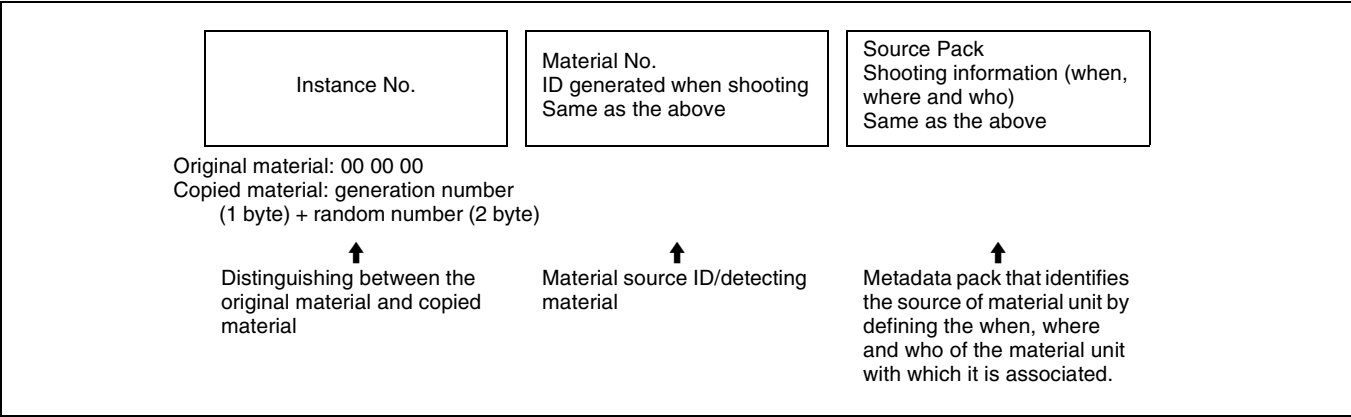 Instance No.
Material No.
ID generated when shooting
Same as the above
Source Pack
Shooting information (when,
where and who)
Same as the above
Original material: 00 00 00
Copied material: generation number
(1 byte) + random number (2 byte)
Distinguishing between the
original material and copied
material
Material source ID/detecting
material
Metadata pack that identifies
the source of material unit by
defining the when, where
and who of the material unit
with which it is associated.